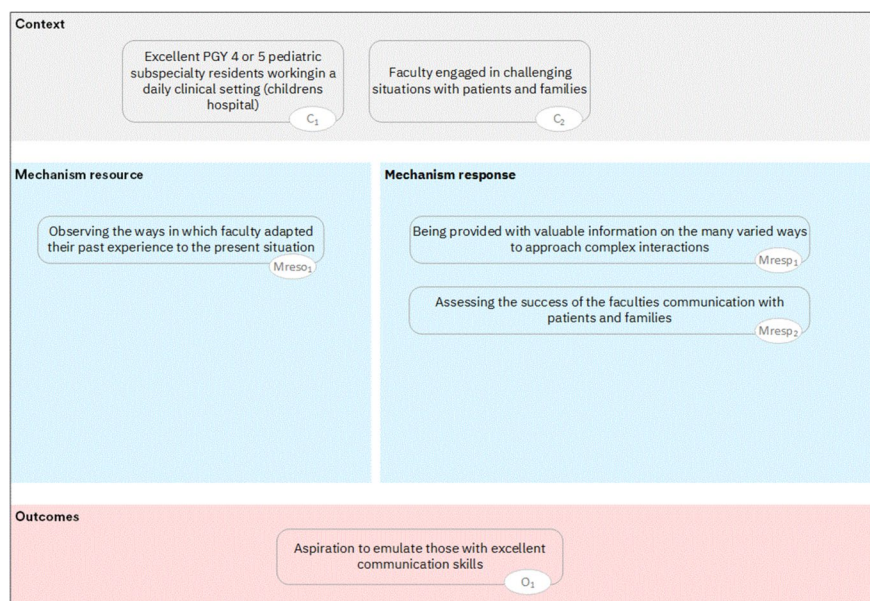 Context
Excellent PGY 4 or 5 pediatric
subspecialty residents workingin a
daily clinical setting (childrens
hospital)
C₁
Faculty engaged in challenging
situations with patients and families
C₂
Mechanism resource
Observing the ways in which faculty adapted
their past experience to the present situation
Mreso₁
Mechanism response
Being provided with valuable information on the many varied ways
to approach complex interactions
Mresp₁
Assessing the success of the faculties communication with
patients and families
Mresp₂
Outcomes
Aspiration to emulate those with excellent
communication skills
O₁